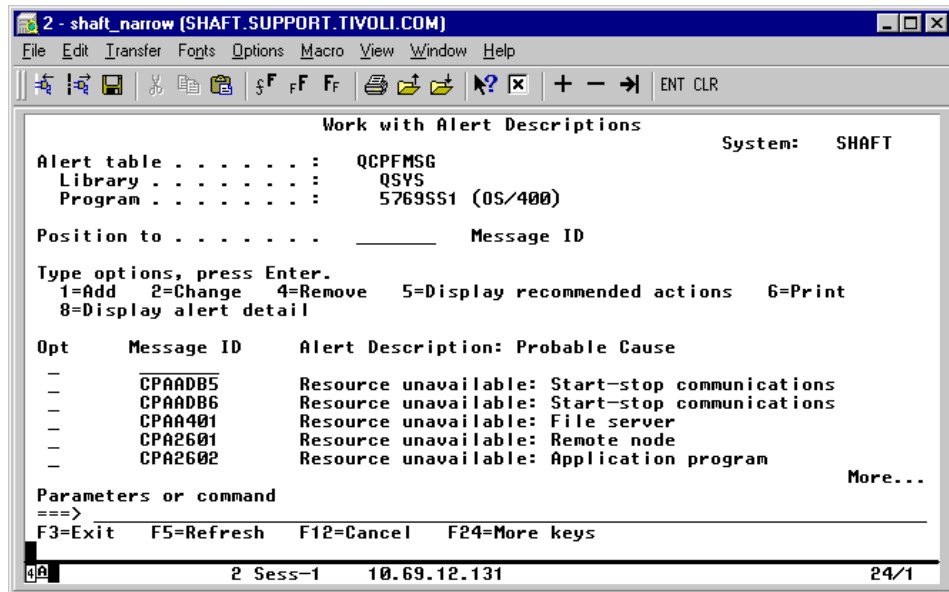 2 - shaft_narrow (SHAFT.SUPPORT.TIVOLI.COM)
File Edit Transfer Fonts Options Macro View Window Help
ENT CLR
Work with Alert Descriptions
System: SHAFT
Alert table . . . . . . : QCPFMSG
Library . . . . . . . : QSYS
Program . . . . . . . : 5769SS1 (OS/400)
Position to . . . . . . . ________ Message ID
Type options, press Enter.
1=Add 2=Change 4=Remove 5=Display recommended actions 6=Print
8=Display alert detail
Opt Message ID Alert Description: Probable Cause
_ ________
_ CPAADB5 Resource unavailable: Start-stop communications
_ CPAADB6 Resource unavailable: Start-stop communications
_ CPAA401 Resource unavailable: File server
_ CPA2601 Resource unavailable: Remote node
_ CPA2602 Resource unavailable: Application program
More...
Parameters or command
===>
F3=Exit F5=Refresh F12=Cancel F24=More keys
4A 2 Sess-1 10.69.12.131 24/1